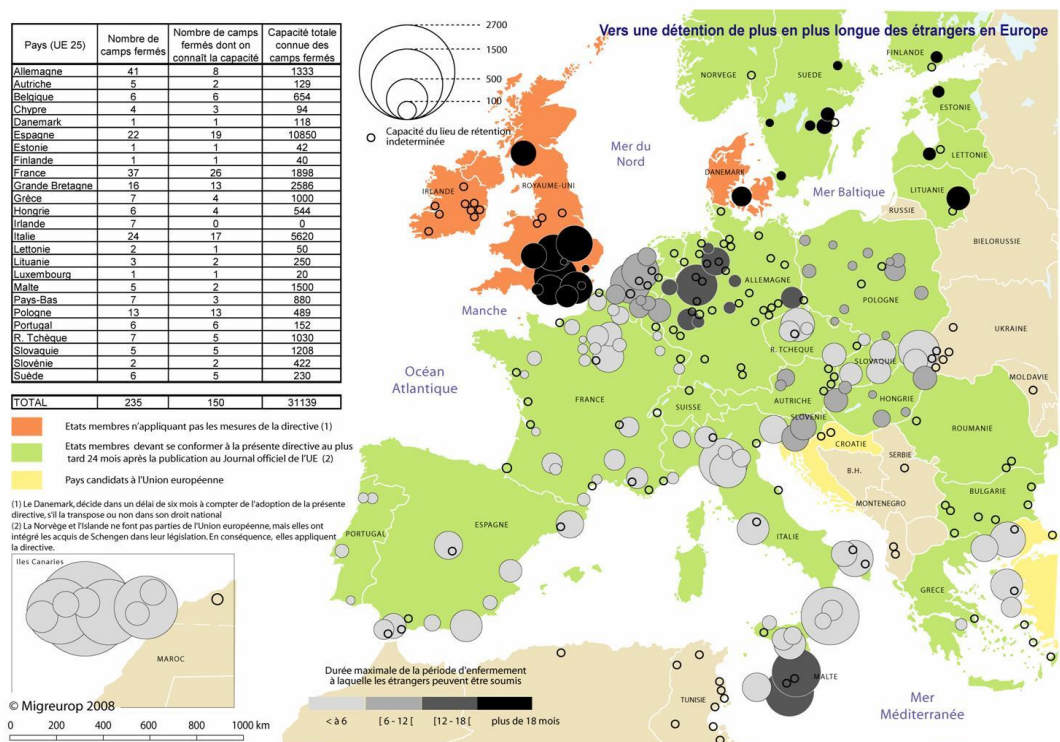 Vers une détention de plus en plus longue des étrangers en Europe
Pays (UE 25) Nombre de camps fermés Nombre de camps fermés dont on connaît la capacité Capacité totale connue des camps fermés
Allemagne 41 8 1333
Autriche 5 2 129
Belgique 6 6 654
Chypre 4 3 94
Danemark 1 1 118
Espagne 22 19 10850
Estonie 1 1 42
Finlande 1 1 40
France 37 26 1898
Grande Bretagne 16 13 2586
Grèce 7 4 1000
Hongrie 6 4 544
Irlande 7 0 0
Italie 24 17 5620
Lettonie 2 1 50
Lituanie 3 2 250
Luxembourg 1 1 20
Malte 5 2 1500
Pays-Bas 7 3 880
Pologne 13 13 489
Portugal 6 6 152
R. Tchèque 7 5 1030
Slovaquie 5 5 1208
Slovénie 2 2 422
Suède 6 5 230
TOTAL 235 150 31139
2700
1500
500
100
Capacité du lieu de rétention
indeterminée
Etats membres n'appliquant pas les mesures de la directive (1)
Etats membres devant se conformer à la présente directive au plus
tard 24 mois après la publication au Journal officiel de l'UE (2)
Pays candidats à l'Union européenne
(1) Le Danemark, décide dans un délai de six mois à compter de l'adoption de la présente
directive, s'il la transpose ou non dans son droit national
(2) La Norvège et l'Islande ne font pas parties de l'Union européenne, mais elles ont
intégré les acquis de Schengen dans leur législation. En conséquence, elles appliquent
la directive.
Iles Canaries
MAROC
© Migreurop 2008
0 200 400 600 800 1000 km
Durée maximale de la période d'enfermement
à laquelle les étrangers peuvent être soumis
< à 6 [ 6 - 12 [ [12 - 18 [ plus de 18 mois
FINLANDE
NORVEGE
SUEDE
ESTONIE
Mer du
Nord
LETTONIE
IRLANDE
ROYAUME-UNI
DANEMARK
Mer Baltique
LITUANIE
RUSSIE
BIELORUSSIE
ALLEMAGNE
POLOGNE
Manche
UKRAINE
R. TCHEQUE
SLOVAQUIE
Océan
Atlantique
MOLDAVIE
FRANCE
SUISSE
AUTRICHE
HONGRIE
SLOVENIE
ROUMANIE
CROATIE
SERBIE
B.H.
BULGARIE
MONTENEGRO
PORTUGAL
ESPAGNE
ITALIE
GRECE
MALTE
TUNISIE
Mer
Méditerranée